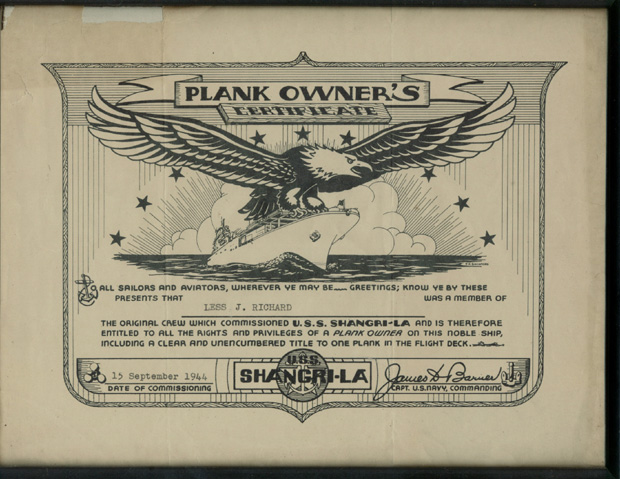 PLANK OWNER'S
CERTIFICATE
ALL SAILORS AND AVIATORS, WHEREVER YE MAY BE GREETINGS; KNOW YE BY THESE
PRESENTS THAT LESS J. RICHARD WAS A MEMBER OF
THE ORIGINAL CREW WHICH COMMISSIONED U.S.S. SHANGRI-LA AND IS THEREFORE
ENTITLED TO ALL THE RIGHTS AND PRIVILEGES OF A PLANK OWNER ON THIS NOBLE SHIP,
INCLUDING A CLEAR AND UNENCUMBERED TITLE TO ONE PLANK IN THE FLIGHT DECK.
15 September 1944
DATE OF COMMISSIONING
U.S.S.
SHANGRI-LA
James D. Barner
CAPT. U.S. NAVY, COMMANDING